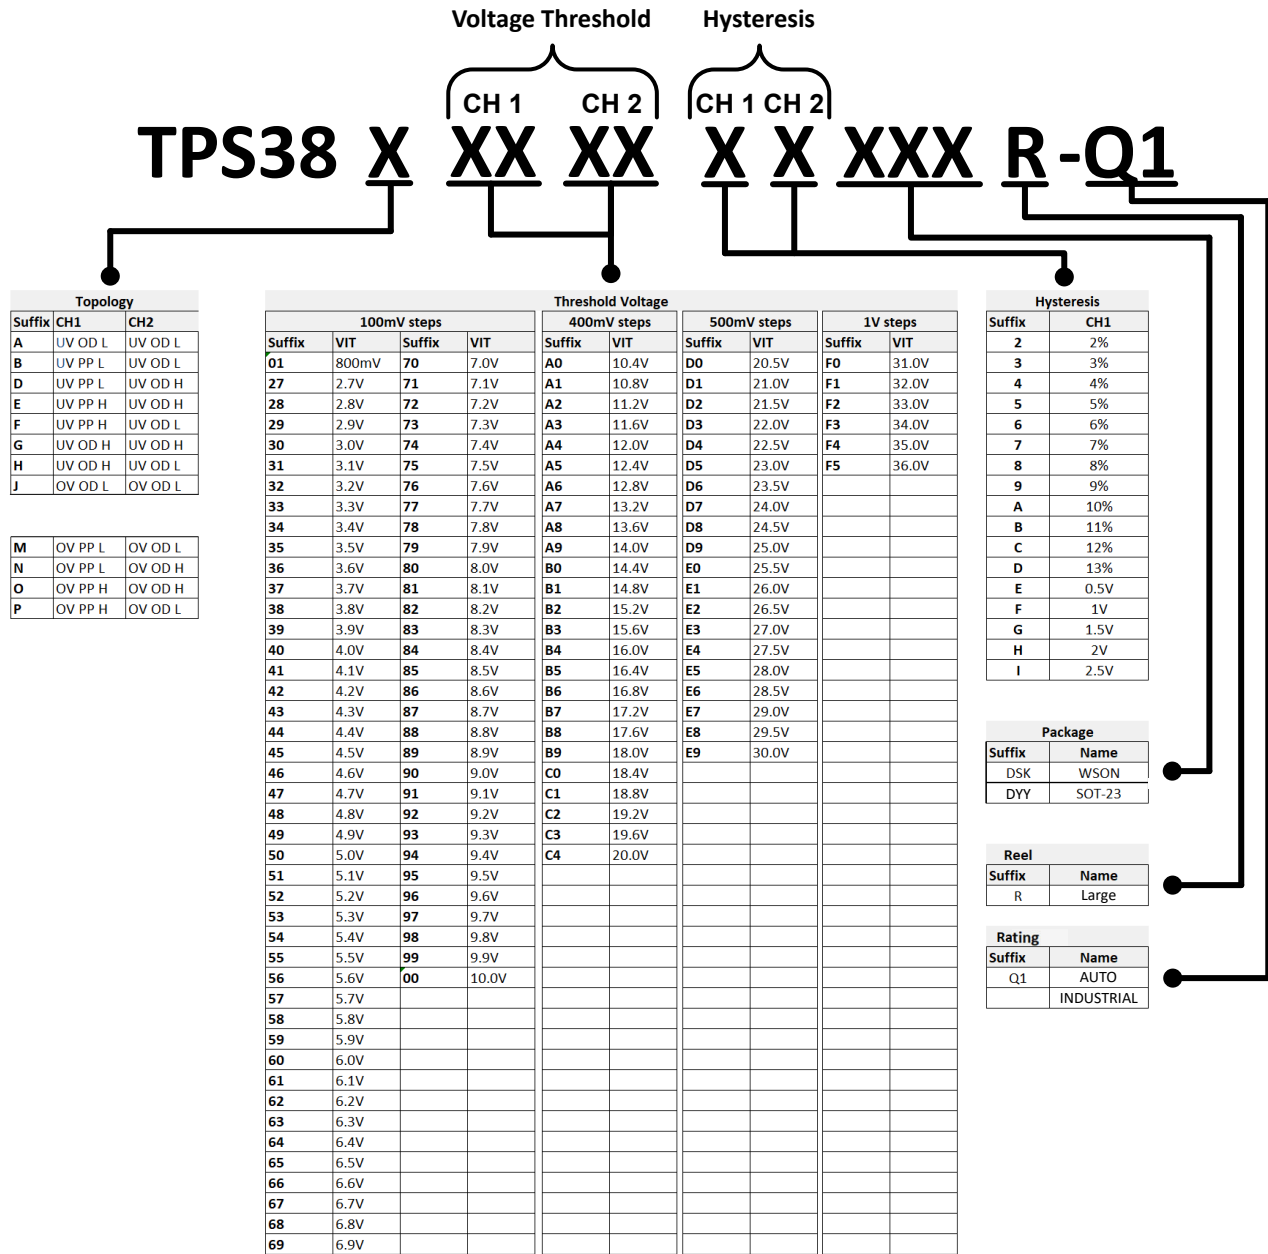 Voltage Threshold Hysteresis
CH 1 CH 2 CH 1 CH 2
TPS38 X XX XX X X XXX R -Q1
Topology
Suffix CH1 CH2
A UV OD L UV OD L
B UV PP L UV OD L
D UV PP L UV OD H
E UV PP H UV OD H
F UV PP H UV OD L
G UV OD H UV OD H
H UV OD H UV OD L
J OV OD L OV OD L
M OV PP L OV OD L
N OV PP L OV OD H
O OV PP H OV OD H
P OV PP H OV OD L
Threshold Voltage
100mV steps 400mV steps 500mV steps 1V steps
Suffix VIT Suffix VIT Suffix VIT Suffix VIT Suffix VIT
01 800mV 70 7.0V A0 10.4V D0 20.5V F0 31.0V
27 2.7V 71 7.1V A1 10.8V D1 21.0V F1 32.0V
28 2.8V 72 7.2V A2 11.2V D2 21.5V F2 33.0V
29 2.9V 73 7.3V A3 11.6V D3 22.0V F3 34.0V
30 3.0V 74 7.4V A4 12.0V D4 22.5V F4 35.0V
31 3.1V 75 7.5V A5 12.4V D5 23.0V F5 36.0V
32 3.2V 76 7.6V A6 12.8V D6 23.5V
33 3.3V 77 7.7V A7 13.2V D7 24.0V
34 3.4V 78 7.8V A8 13.6V D8 24.5V
35 3.5V 79 7.9V A9 14.0V D9 25.0V
36 3.6V 80 8.0V B0 14.4V E0 25.5V
37 3.7V 81 8.1V B1 14.8V E1 26.0V
38 3.8V 82 8.2V B2 15.2V E2 26.5V
39 3.9V 83 8.3V B3 15.6V E3 27.0V
40 4.0V 84 8.4V B4 16.0V E4 27.5V
41 4.1V 85 8.5V B5 16.4V E5 28.0V
42 4.2V 86 8.6V B6 16.8V E6 28.5V
43 4.3V 87 8.7V B7 17.2V E7 29.0V
44 4.4V 88 8.8V B8 17.6V E8 29.5V
45 4.5V 89 8.9V B9 18.0V E9 30.0V
46 4.6V 90 9.0V C0 18.4V
47 4.7V 91 9.1V C1 18.8V
48 4.8V 92 9.2V C2 19.2V
49 4.9V 93 9.3V C3 19.6V
50 5.0V 94 9.4V C4 20.0V
51 5.1V 95 9.5V
52 5.2V 96 9.6V
53 5.3V 97 9.7V
54 5.4V 98 9.8V
55 5.5V 99 9.9V
56 5.6V 00 10.0V
57 5.7V
58 5.8V
59 5.9V
60 6.0V
61 6.1V
62 6.2V
63 6.3V
64 6.4V
65 6.5V
66 6.6V
67 6.7V
68 6.8V
69 6.9V
Hysteresis
Suffix CH1
2 2%
3 3%
4 4%
5 5%
6 6%
7 7%
8 8%
9 9%
A 10%
B 11%
C 12%
D 13%
E 0.5V
F 1V
G 1.5V
H 2V
I 2.5V
Package
Suffix Name
DSK WSON
DYY SOT-23
Reel
Suffix Name
R Large
Rating
Suffix Name
Q1 AUTO
INDUSTRIAL